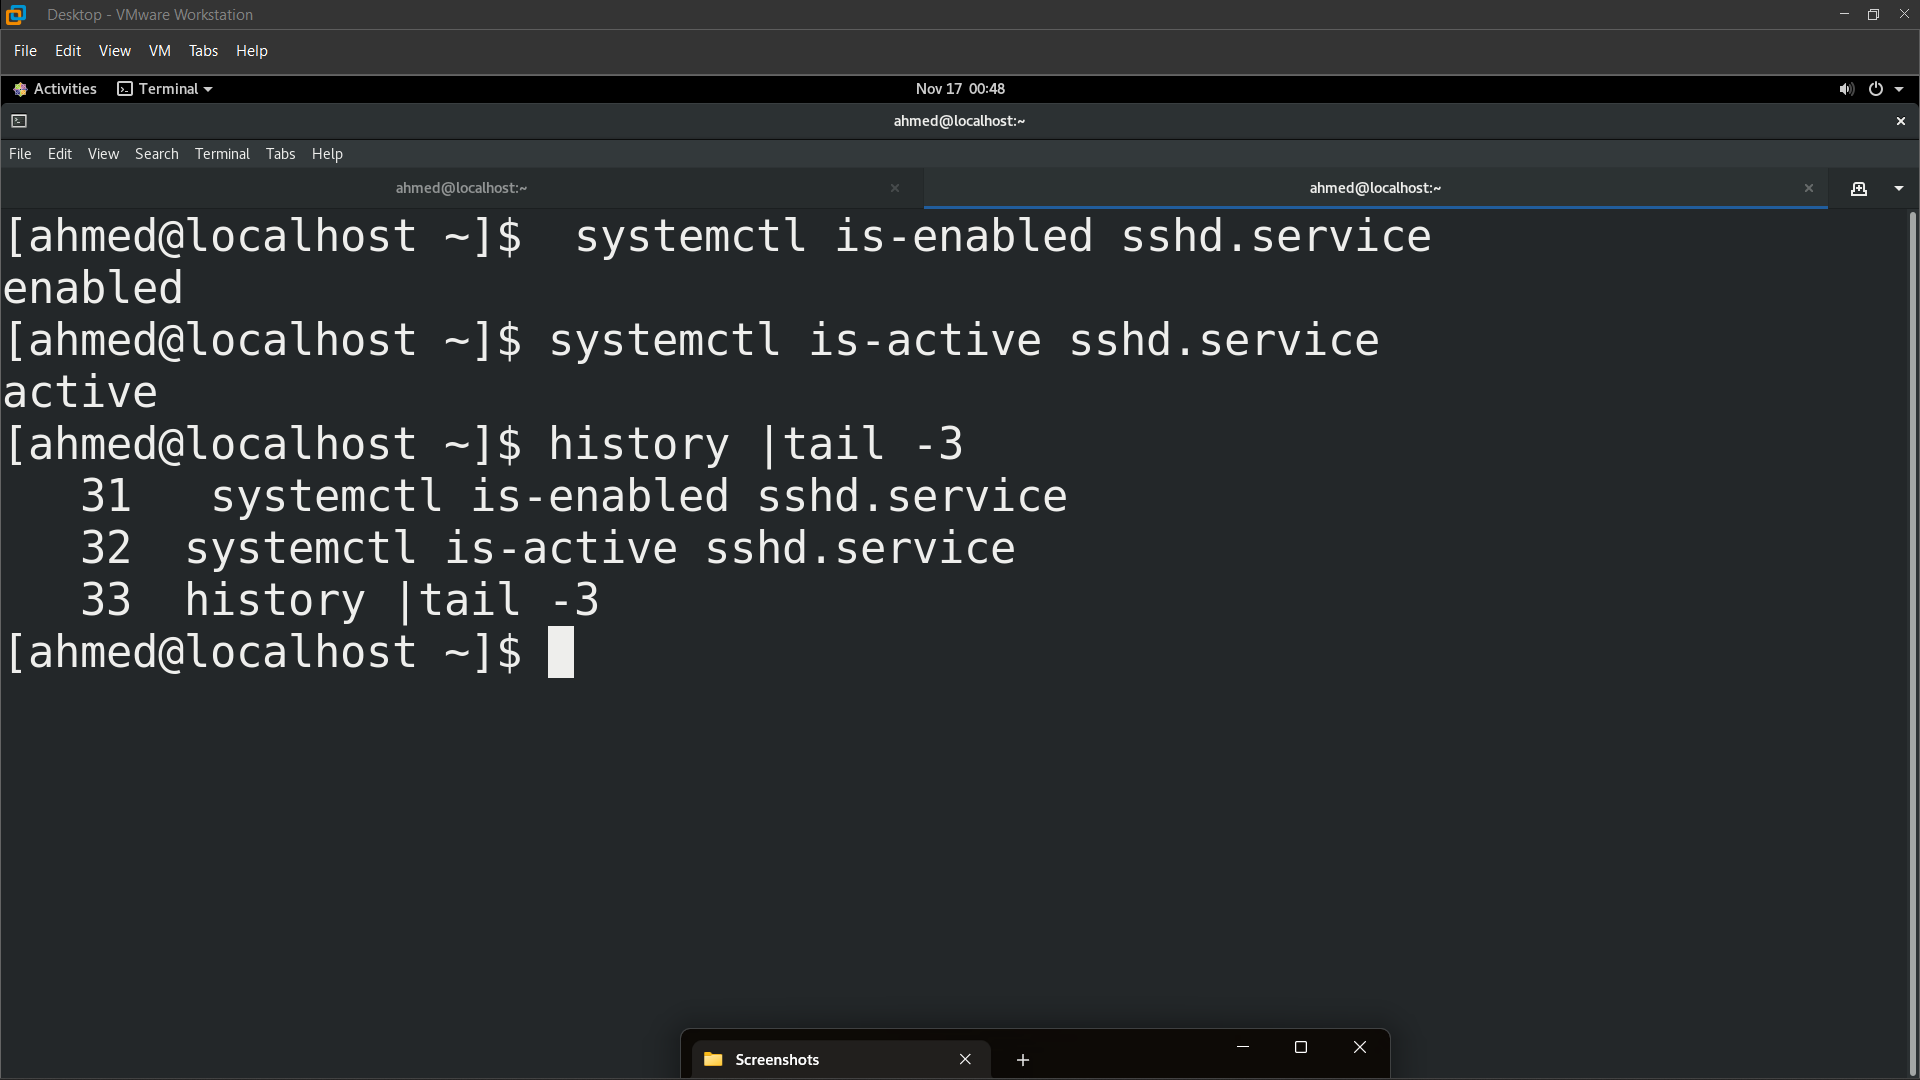 Desktop - VMware Workstation
File Edit View VM Tabs Help
Activities Terminal Nov 17 00:48
ahmed@localhost:~
File Edit View Search Terminal Tabs Help
ahmed@localhost:~ ahmed@localhost:~
[ahmed@localhost ~]$  systemctl is-enabled sshd.service
enabled
[ahmed@localhost ~]$ systemctl is-active sshd.service
active
[ahmed@localhost ~]$ history |tail -3
   31   systemctl is-enabled sshd.service
   32  systemctl is-active sshd.service
   33  history |tail -3
[ahmed@localhost ~]$
Screenshots